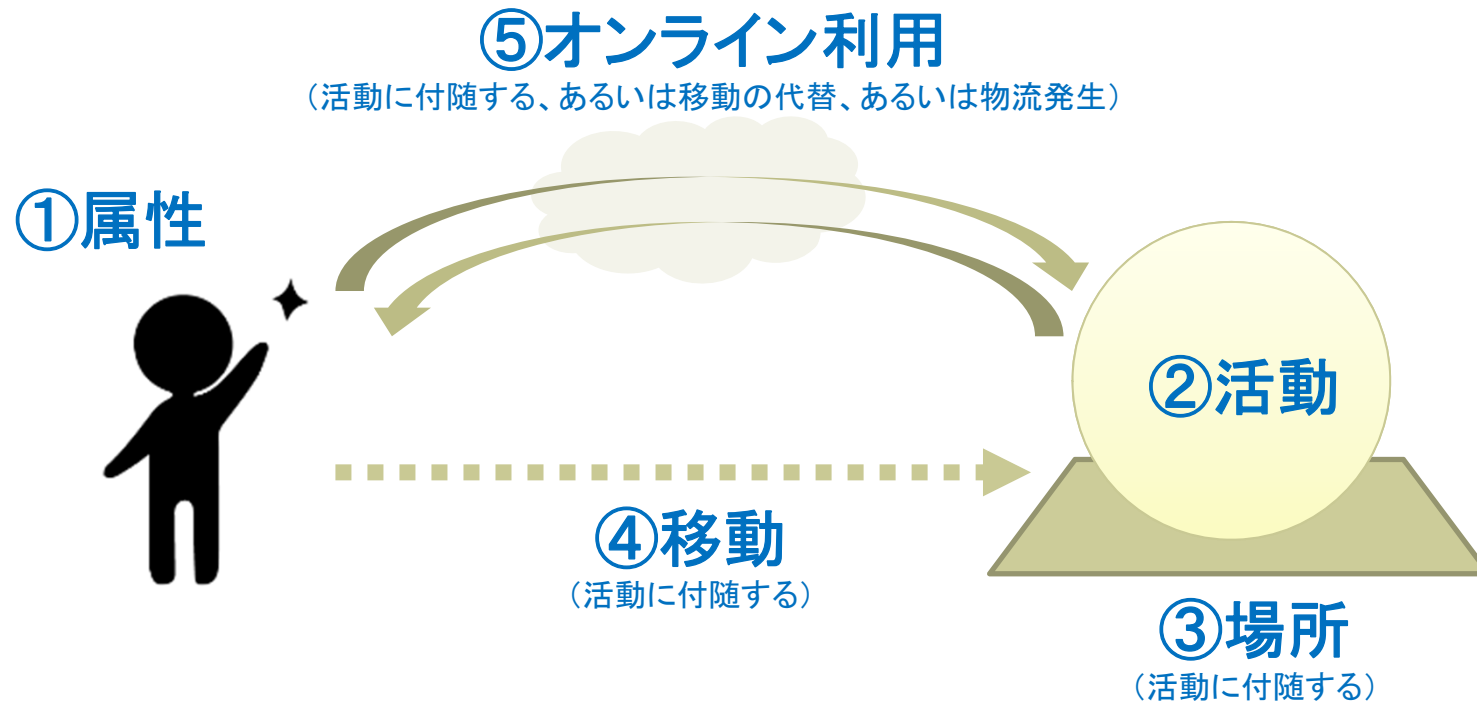 ⑤オンライン利用
（活動に付随する、あるいは移動の代替、あるいは物流発生）
①属性
②活動
④移動
（活動に付随する）
③場所
（活動に付随する）